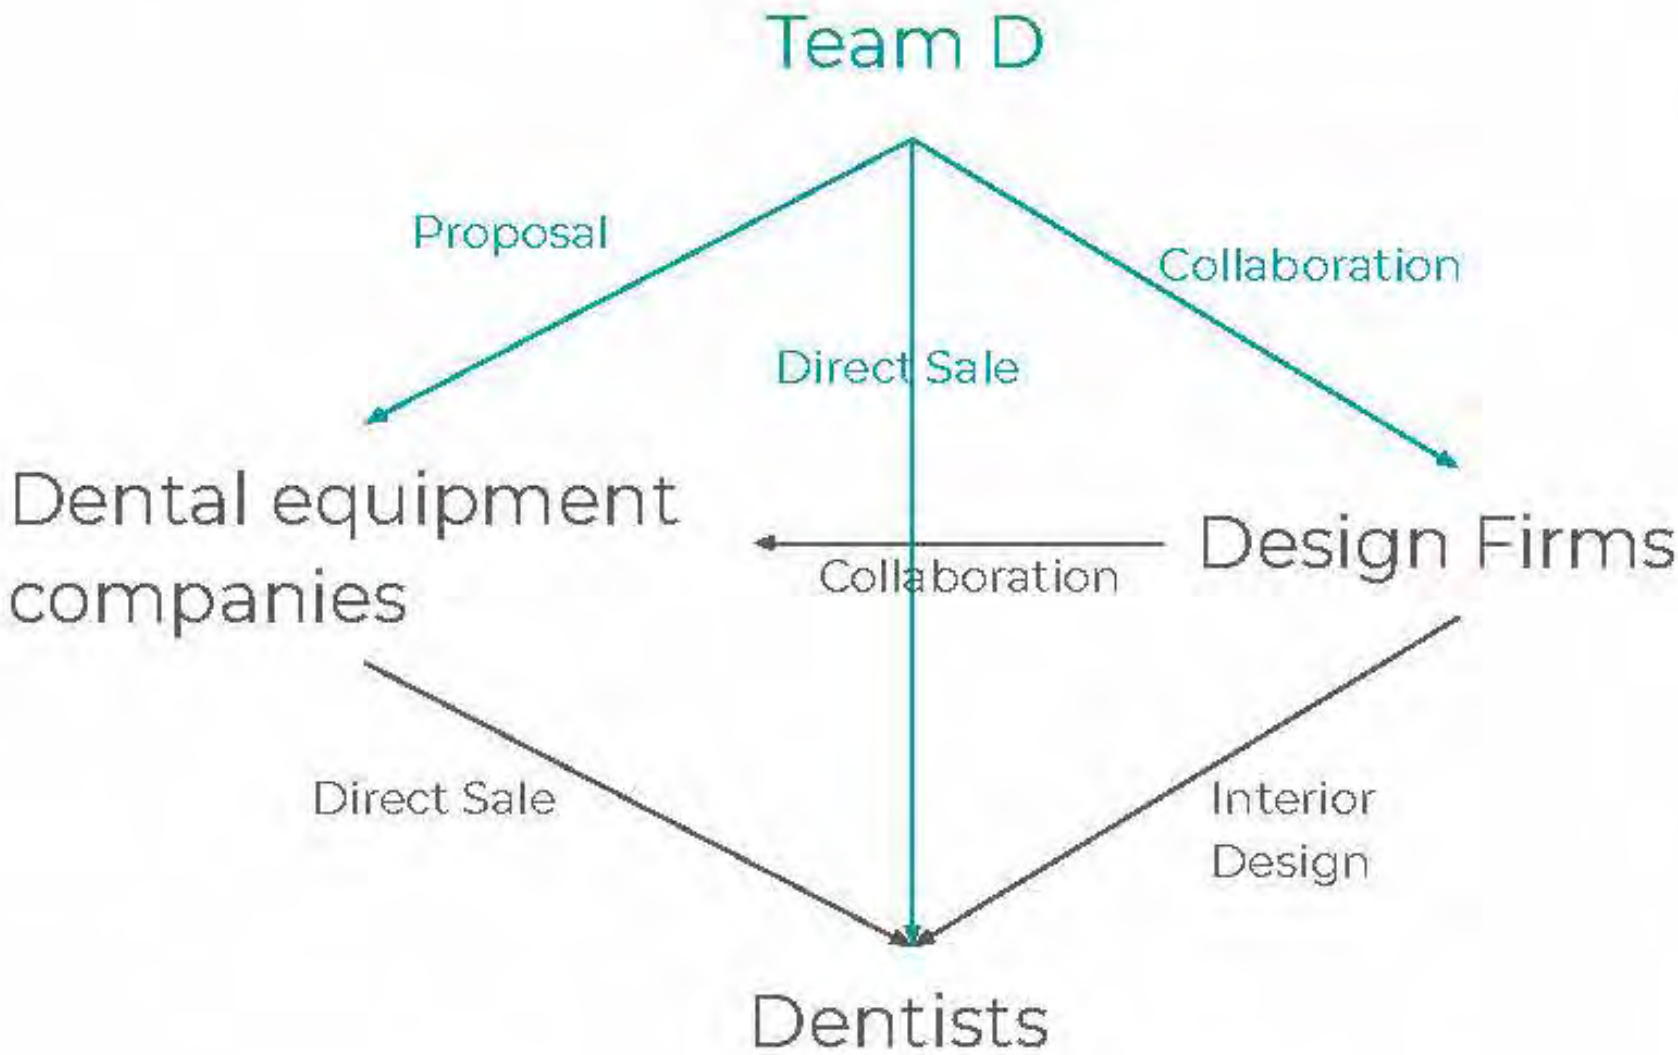 Team D
Proposal
Collaboration
Direct Sale
Dental equipment
companies
Design Firms
Collaboration
Direct Sale
Interior
Design
Dentists